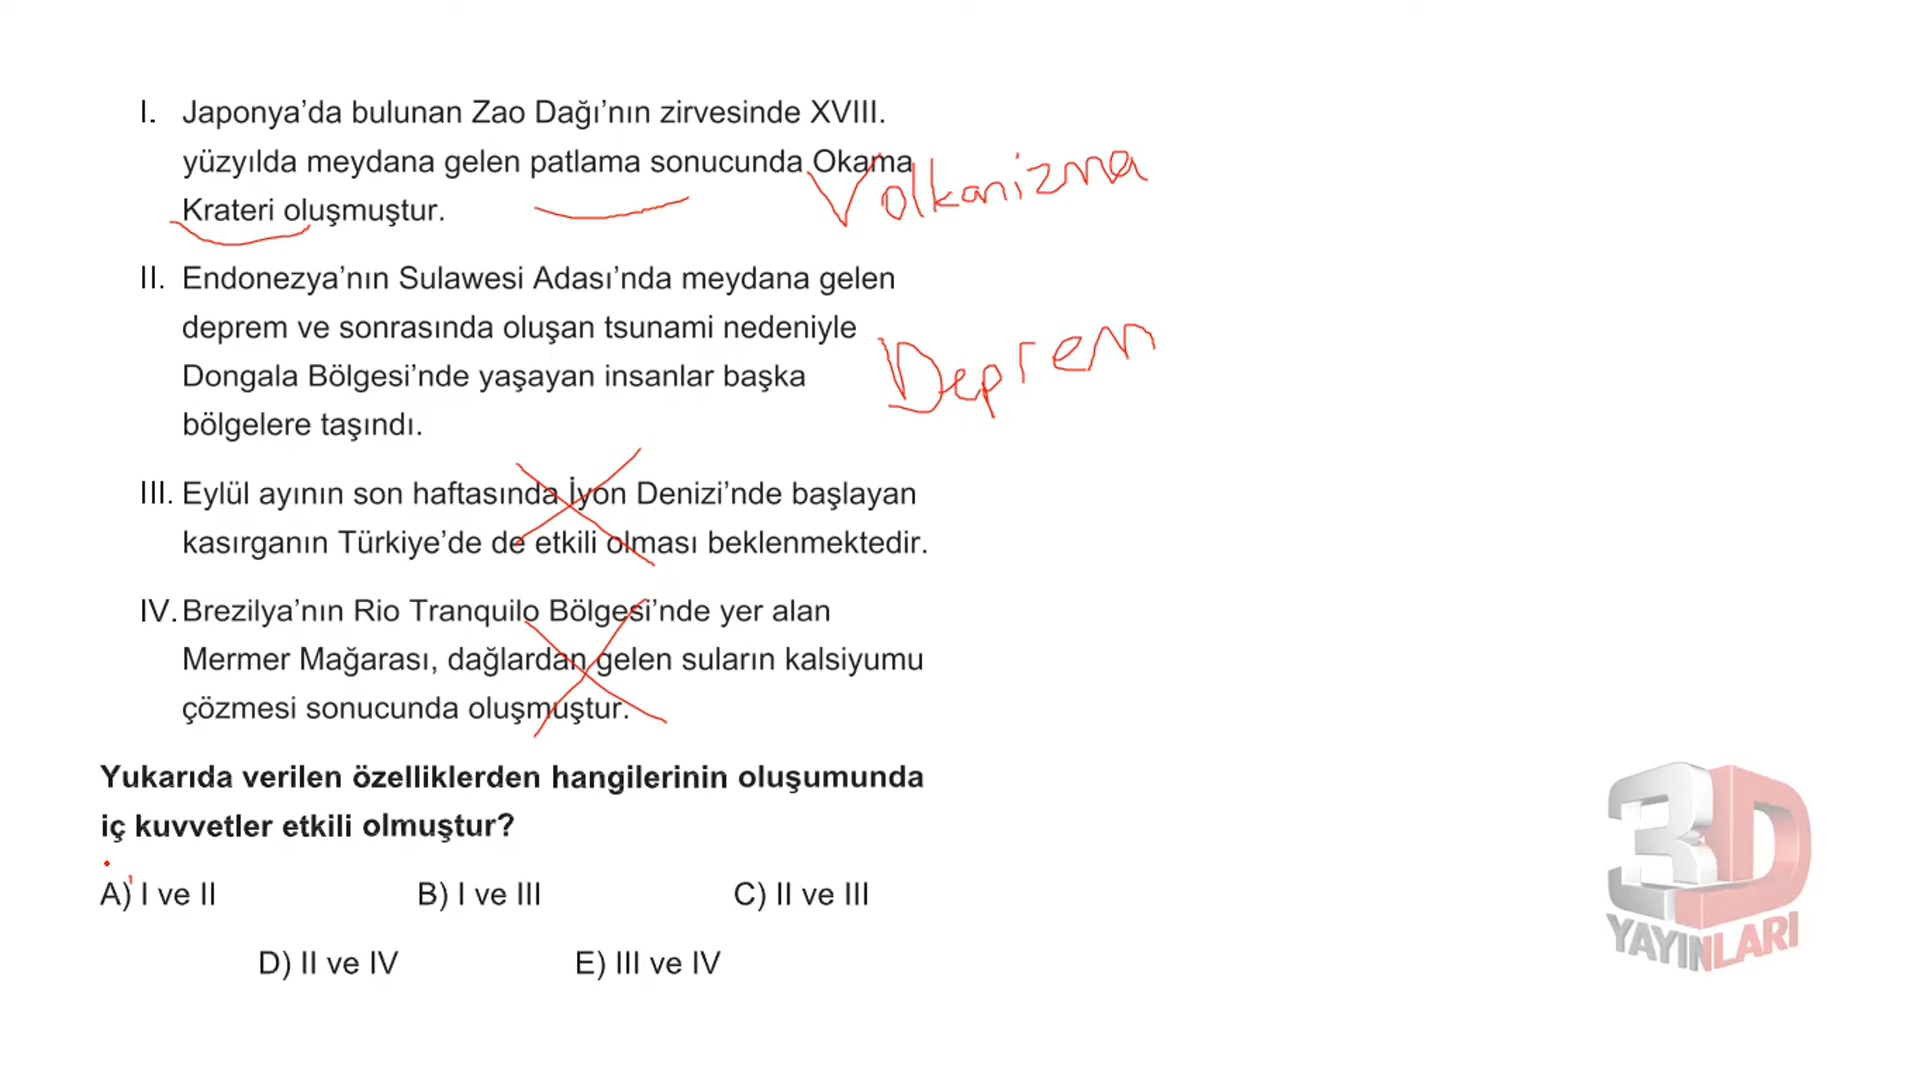 I. Japonya’da bulunan Zao Dağı’nın zirvesinde XVIII.
yüzyılda meydana gelen patlama sonucunda Okama
Krateri oluşmuştur.
Volkanizma
II. Endonezya’nın Sulawesi Adası’nda meydana gelen
deprem ve sonrasında oluşan tsunami nedeniyle
Dongala Bölgesi’nde yaşayan insanlar başka
bölgelere taşındı.
Deprem
III. Eylül ayının son haftasında İyon Denizi’nde başlayan
kasırganın Türkiye’de de etkili olması beklenmektedir.
IV. Brezilya’nın Rio Tranquilo Bölgesi’nde yer alan
Mermer Mağarası, dağlardan gelen suların kalsiyumu
çözmesi sonucunda oluşmuştur.
Yukarıda verilen özelliklerden hangilerinin oluşumunda
iç kuvvetler etkili olmuştur?
A) I ve II B) I ve III C) II ve III
D) II ve IV E) III ve IV
3D
YAYINLARI